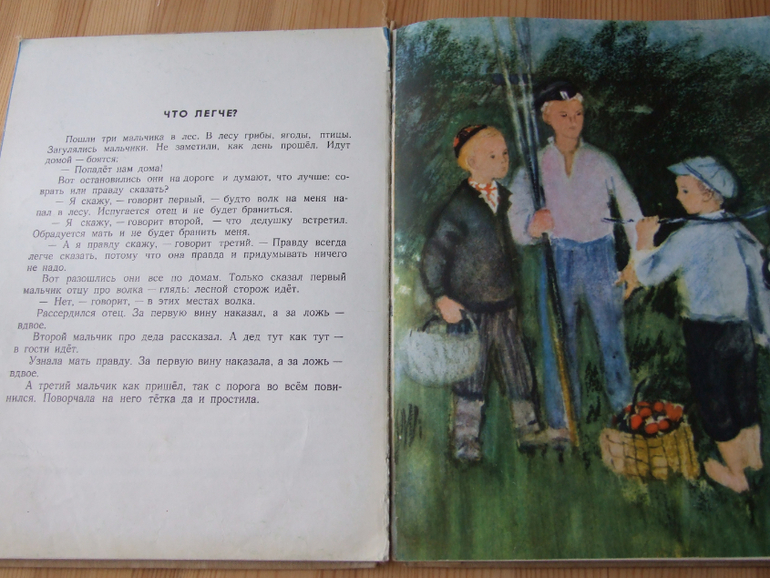 ЧТО ЛЕГЧЕ?
Пошли три мальчика в лес. В лесу грибы, ягоды, птицы.
Загулялись мальчики. Не заметили, как день прошёл. Идут
домой — боятся:
— Попадёт нам дома!
Вот остановились они на дороге и думают, что лучше: со-
врать или правду сказать?
— Я скажу, — говорит первый, — будто волк на меня на-
пал в лесу. Испугается отец и не будет браниться.
— Я скажу, — говорит второй, — что дедушку встретил.
Обрадуется мать и не будет бранить меня.
— А я правду скажу, — говорит третий. — Правду всегда
легче сказать, потому что она правда и придумывать ничего
не надо.
Вот разошлись они все по домам. Только сказал первый
мальчик отцу про волка — глядь: лесной сторож идёт.
— Нет, — говорит, — в этих местах волка.
Рассердился отец. За первую вину наказал, а за ложь —
вдвое.
Второй мальчик про деда рассказал. А дед тут как тут —
в гости идёт.
Узнала мать правду. За первую вину наказала, а за ложь —
вдвое.
А третий мальчик как пришёл, так с порога во всём пови-
нился. Поворчала на него тётка да и простила.